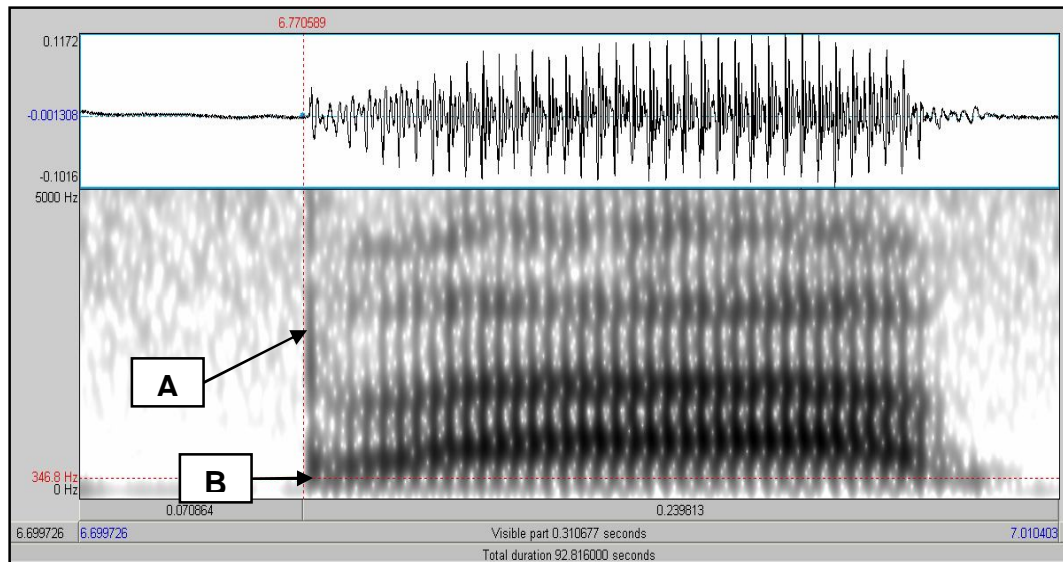 6.770589
0.1172
-0.001308
-0.1016
5000 Hz
A
B
346.8 Hz
0 Hz
0.070864 0.239813
6.699726 6.699726 Visible part 0.310677 seconds 7.010403
Total duration 92.816000 seconds